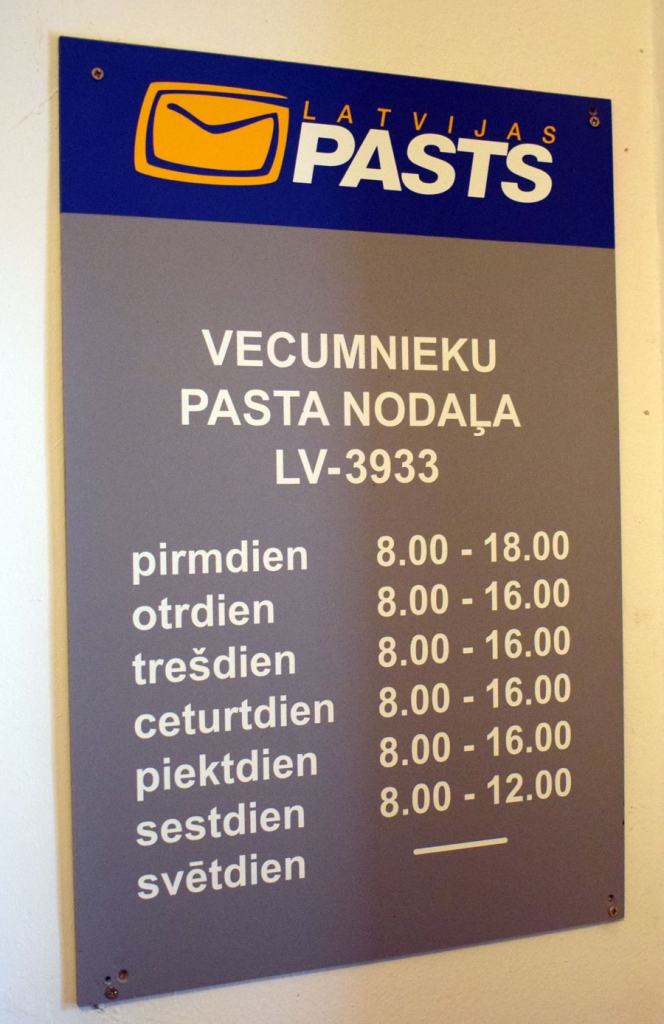 LATVIJAS
PASTS
VECUMNIEKU
PASTA NODAĻA
LV-3933
pirmdien 8.00 - 18.00
otrdien 8.00 - 16.00
trešdien 8.00 - 16.00
ceturtdien 8.00 - 16.00
piektdien 8.00 - 16.00
sestdien 8.00 - 12.00
svētdien —